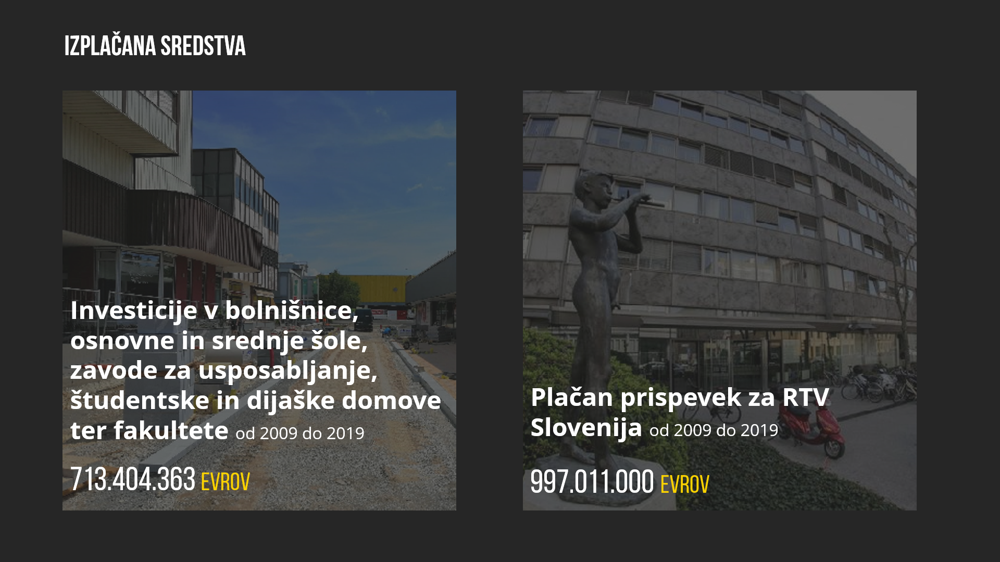 IZPLAČANA SREDSTVA
Investicije v bolnišnice,
osnovne in srednje šole,
zavode za usposabljanje,
študentske in dijaške domove
ter fakultete od 2009 do 2019
713.404.363 EVROV
Plačan prispevek za RTV
Slovenija od 2009 do 2019
997.011.000 EVROV